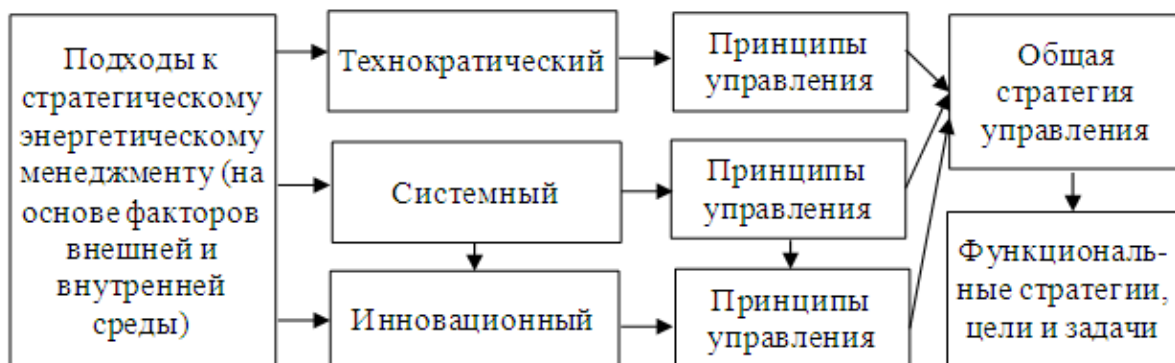 Подходы к
стратегическому
энергетическому
менеджменту (на
основе факторов
внешней и
внутренней
среды)
Технократический
Принципы
управления
Системный
Принципы
управления
Инновационный
Принципы
управления
Общая
стратегия
управления
Функциональ-
ные стратегии,
цели и задачи